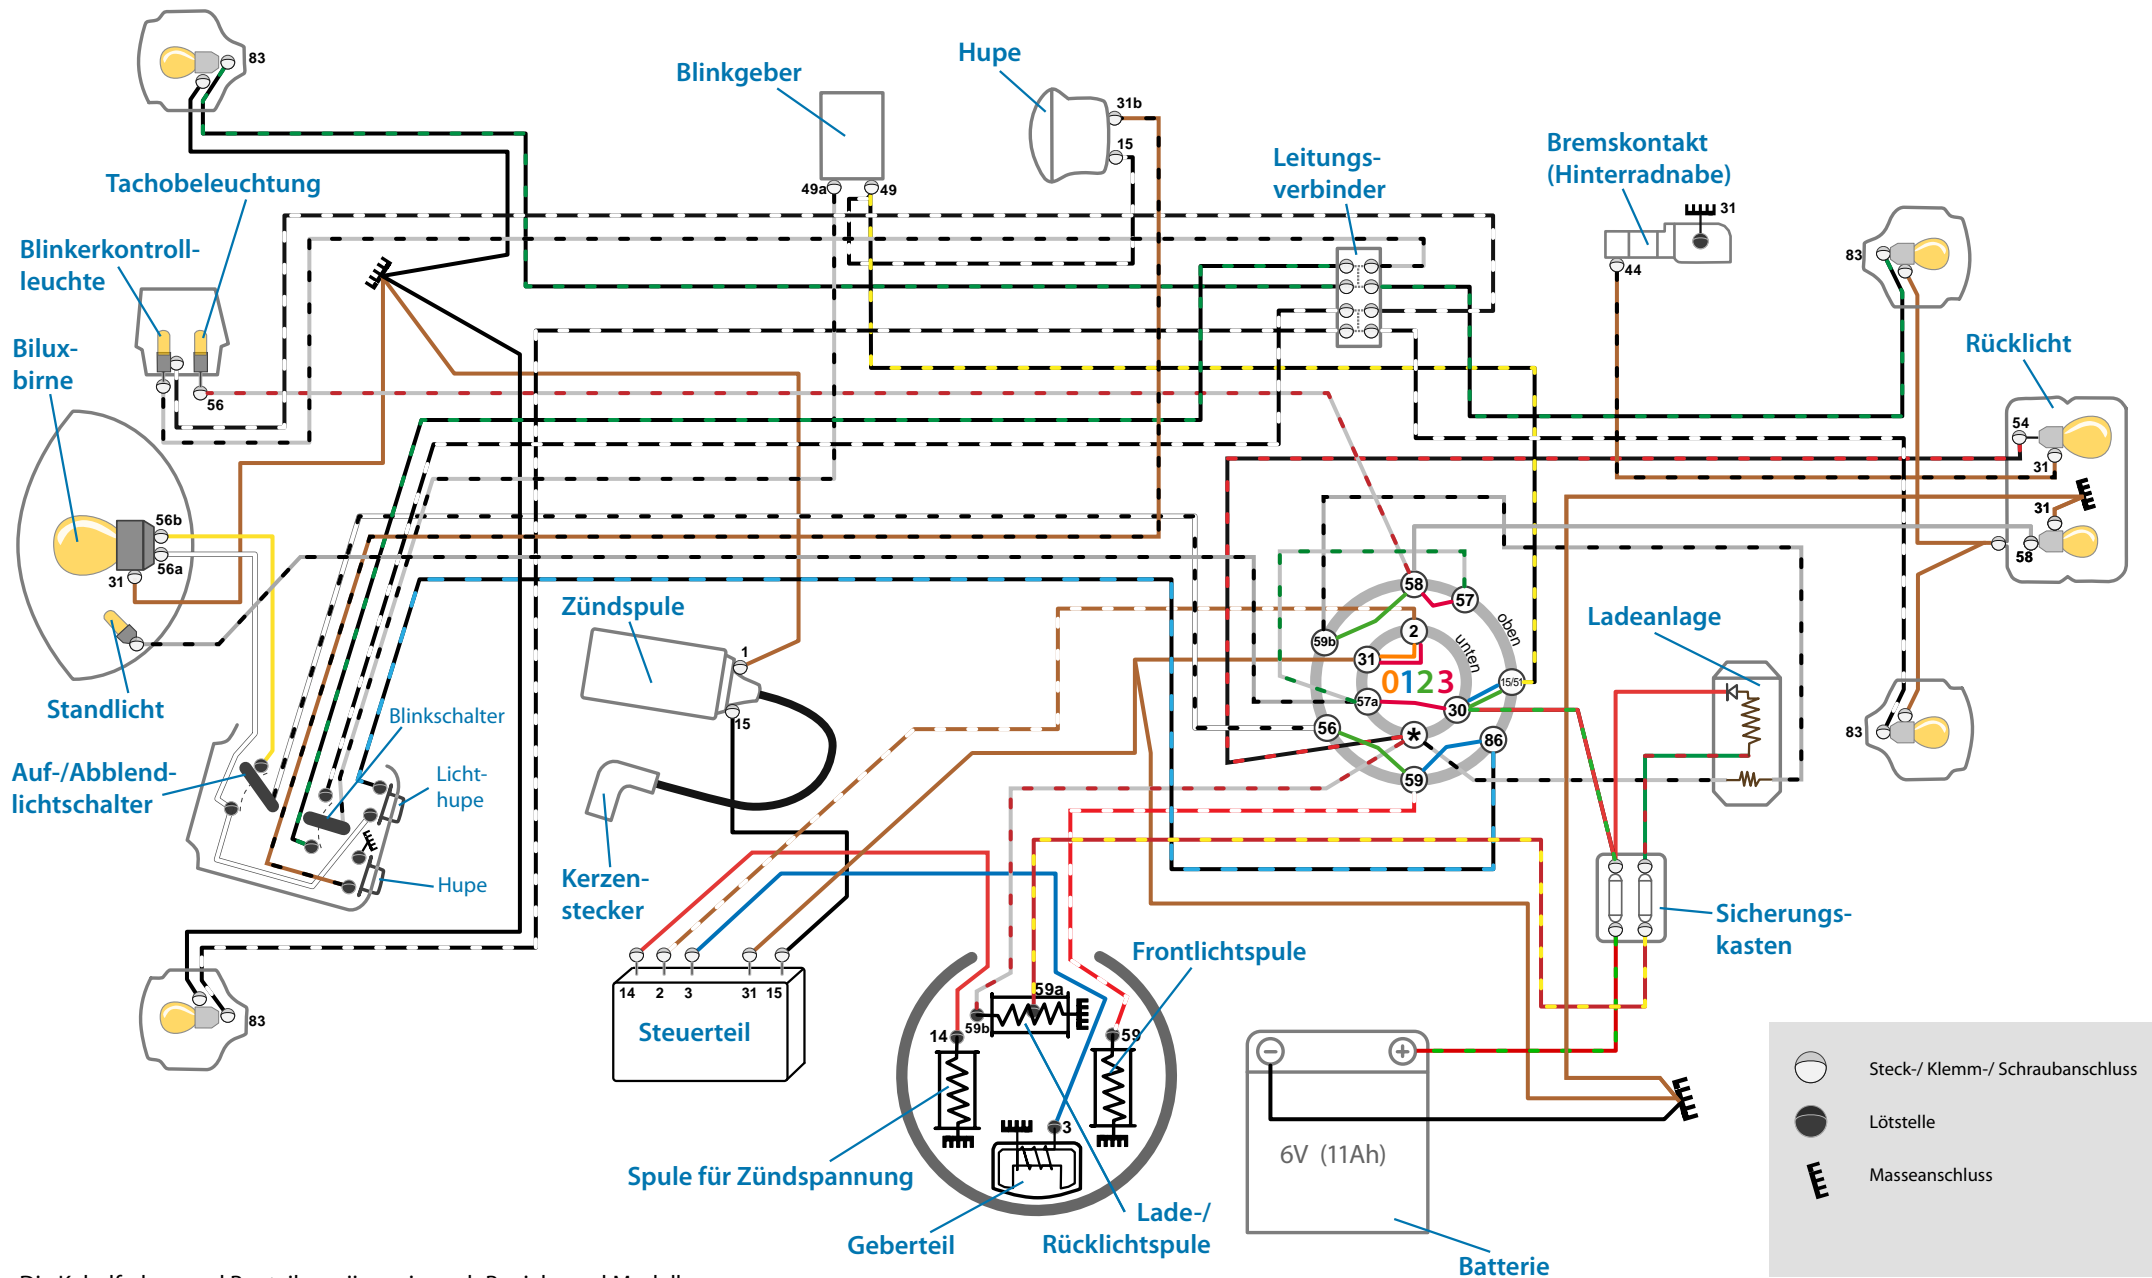 83
Blinkgeber
Hupe
31b
15
Leitungs-
verbinder
Bremskontakt
(Hinterradnabe)
31
44
83
Tachobeleuchtung
49a
49
Blinkerkontroll-
leuchte
56
Rücklicht
54
31
31
58
Bilux-
birne
56b
56a
31
Standlicht
Zündspule
1
15
58
57
59b
2
31
oben
unten
0123
15/51
57a
30
56
*
86
59
Ladeanlage
83
Blinkschalter
Licht-
hupe
Auf-/Abblend-
lichtschalter
Hupe
Kerzen-
stecker
Sicherungs-
kasten
Frontlichtspule
14
2
3
31
15
Steuerteil
59a
59b
14
59
3
83
Spule für Zündspannung
Geberteil
Lade-/
Rücklichtspule
6V (11Ah)
Batterie
Steck-/ Klemm-/ Schraubanschluss
Lötstelle
Masseanschluss